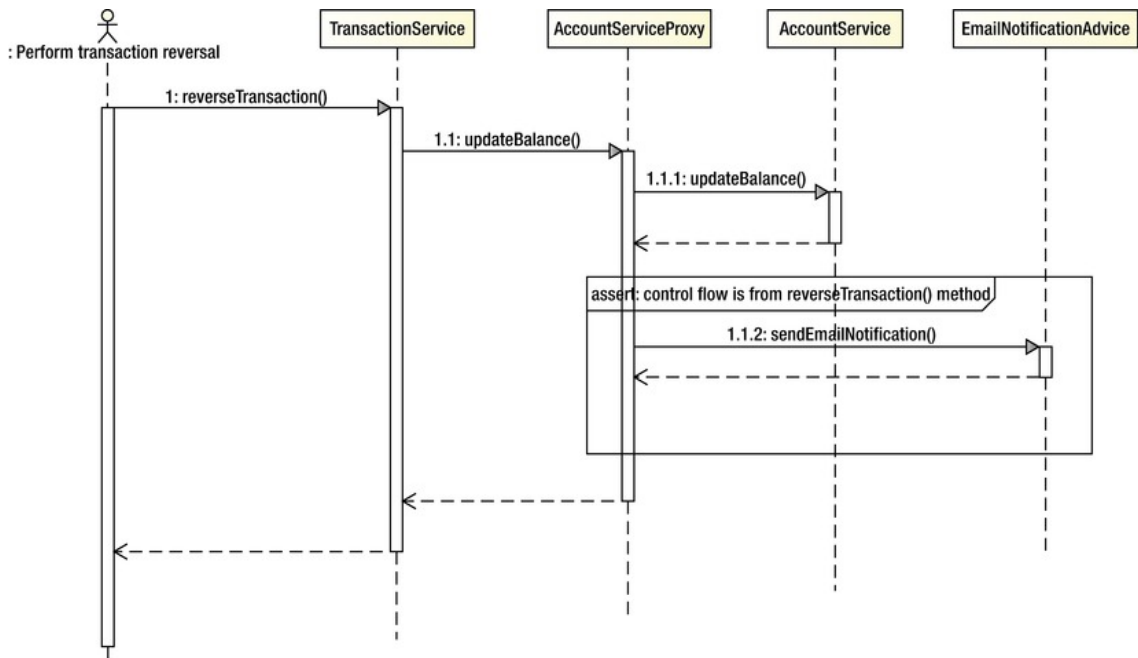 : Perform transaction reversal
TransactionService
AccountServiceProxy
AccountService
EmailNotificationAdvice
1: reverseTransaction()
1.1: updateBalance()
1.1.1: updateBalance()
assert: control flow is from reverseTransaction() method
1.1.2: sendEmailNotification()